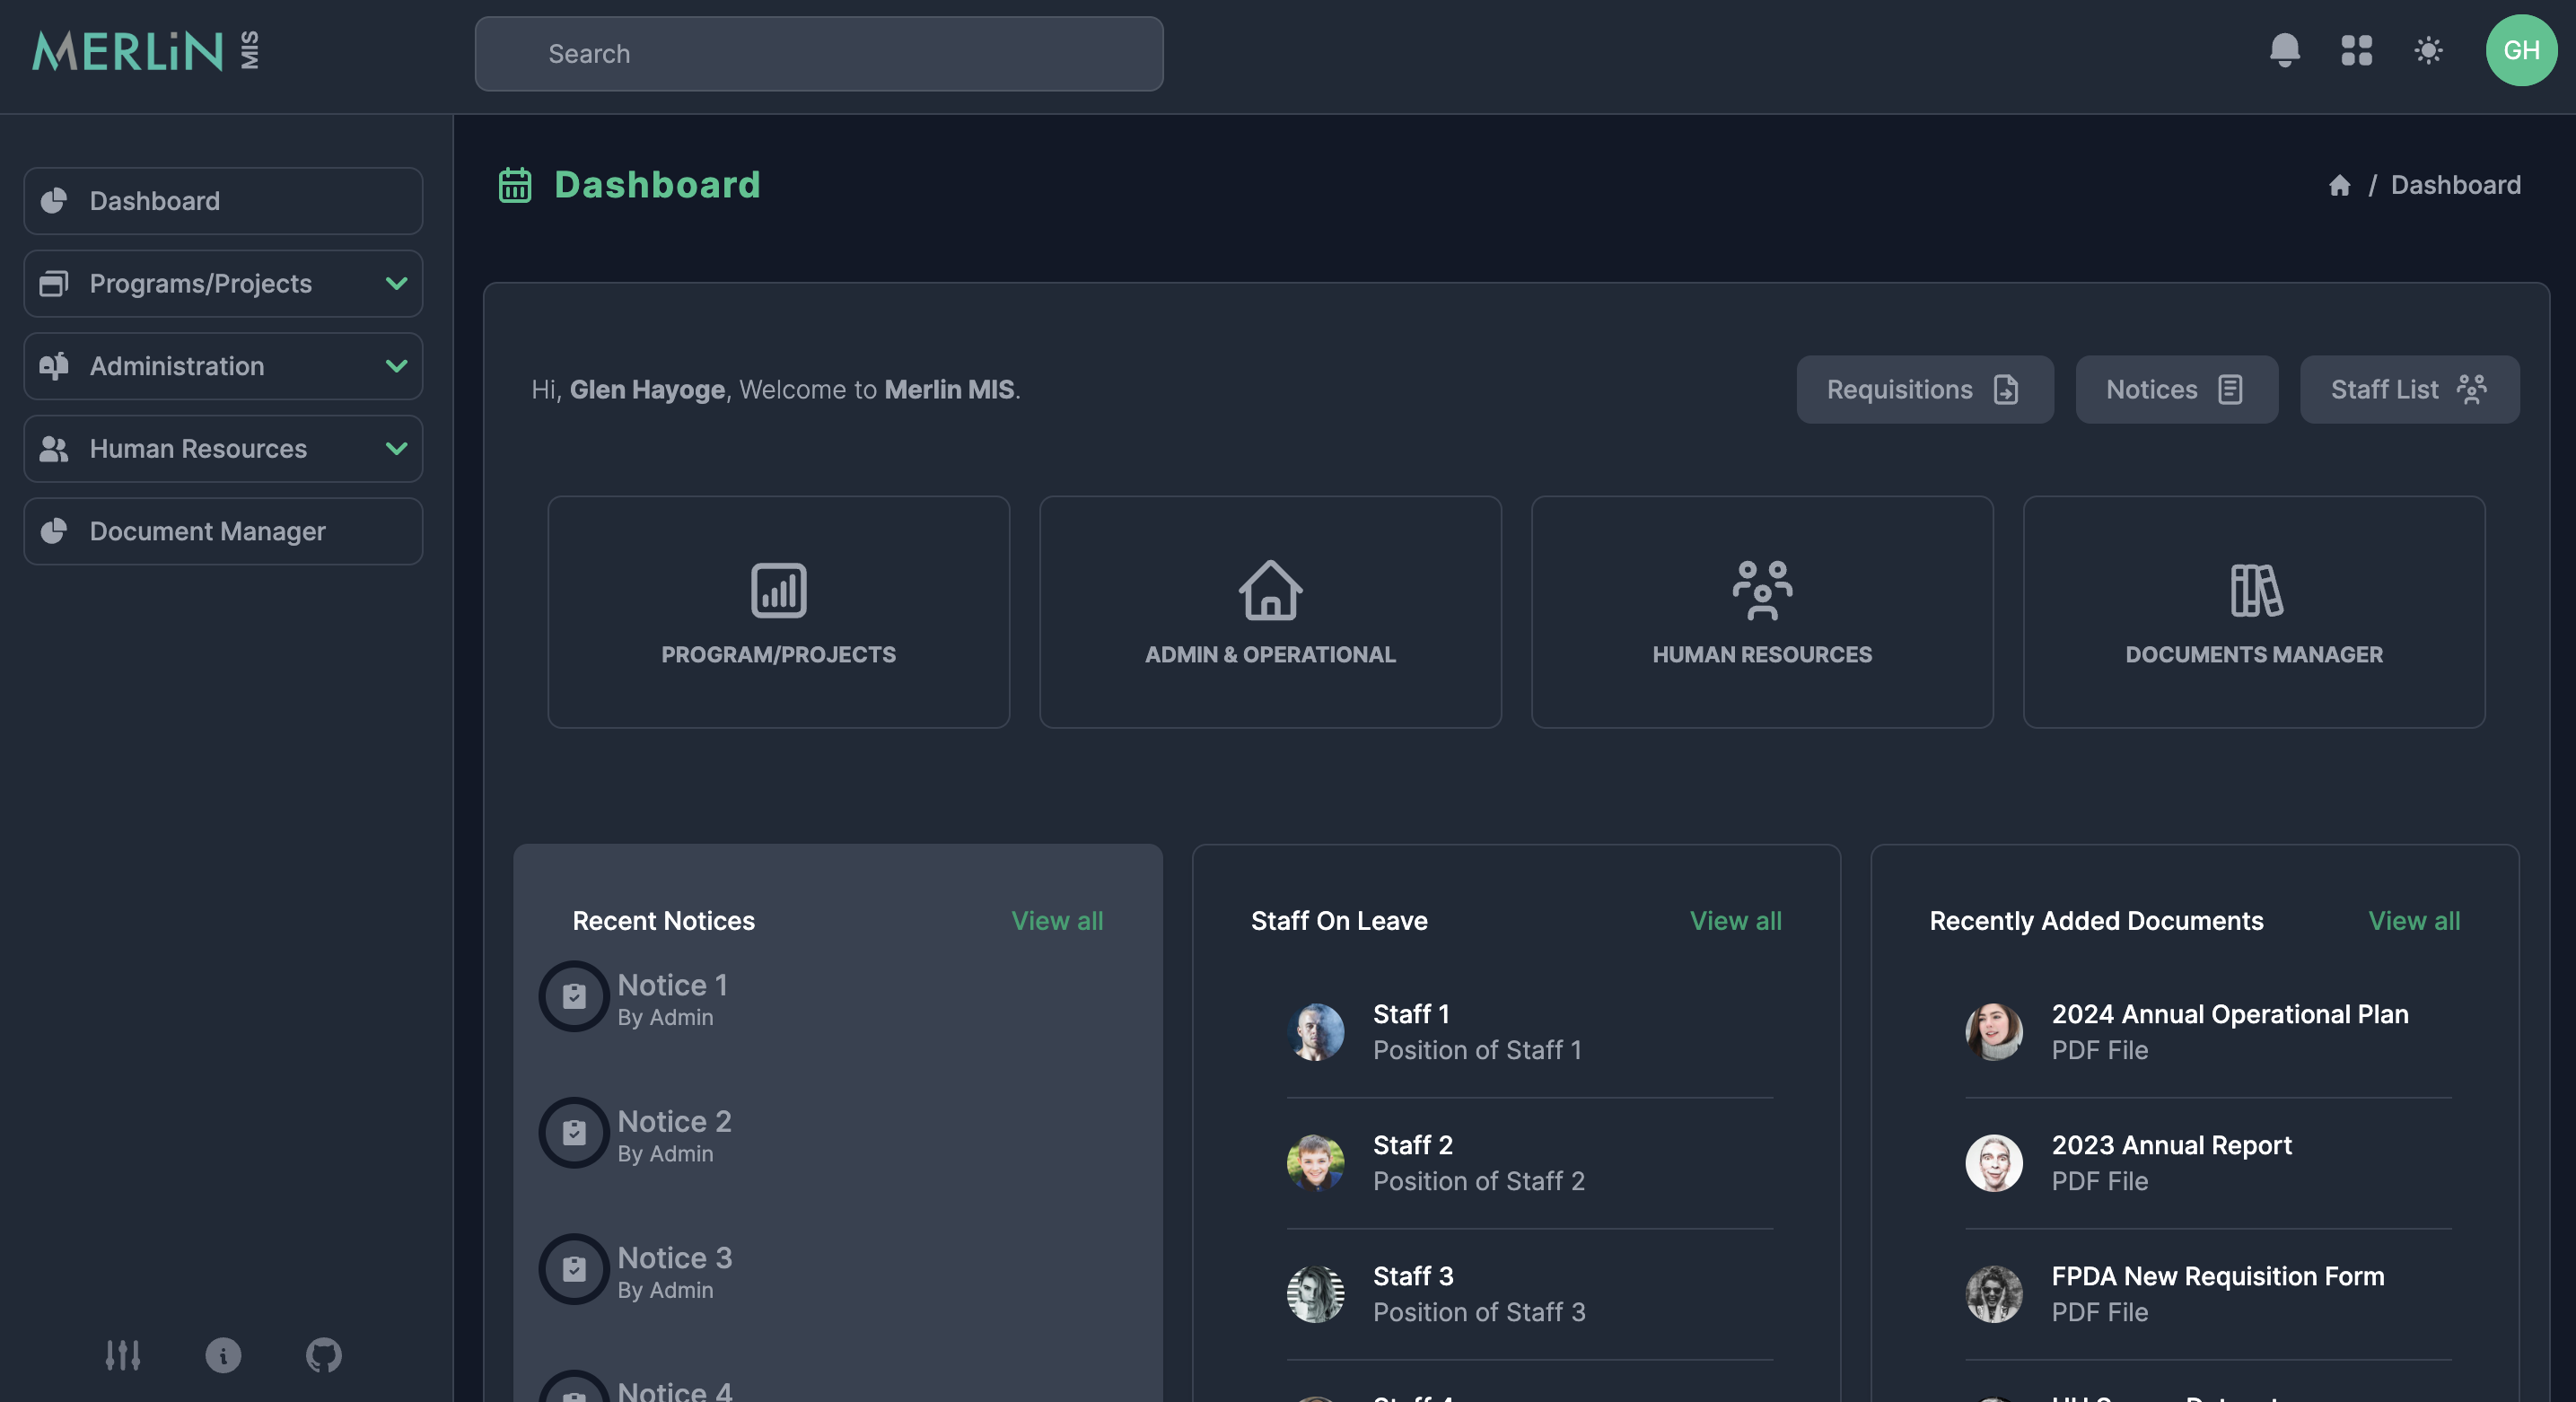 MERLiN MIS
Search
GH
Dashboard
Programs/Projects
Administration
Human Resources
Document Manager
Dashboard
/ Dashboard
Hi, Glen Hayoge, Welcome to Merlin MIS.
Requisitions
Notices
Staff List
PROGRAM/PROJECTS
ADMIN & OPERATIONAL
HUMAN RESOURCES
DOCUMENTS MANAGER
Recent Notices
View all
Notice 1
By Admin
Notice 2
By Admin
Notice 3
By Admin
Notice 4
Staff On Leave
View all
Staff 1
Position of Staff 1
Staff 2
Position of Staff 2
Staff 3
Position of Staff 3
Staff 4
Recently Added Documents
View all
2024 Annual Operational Plan
PDF File
2023 Annual Report
PDF File
FPDA New Requisition Form
PDF File